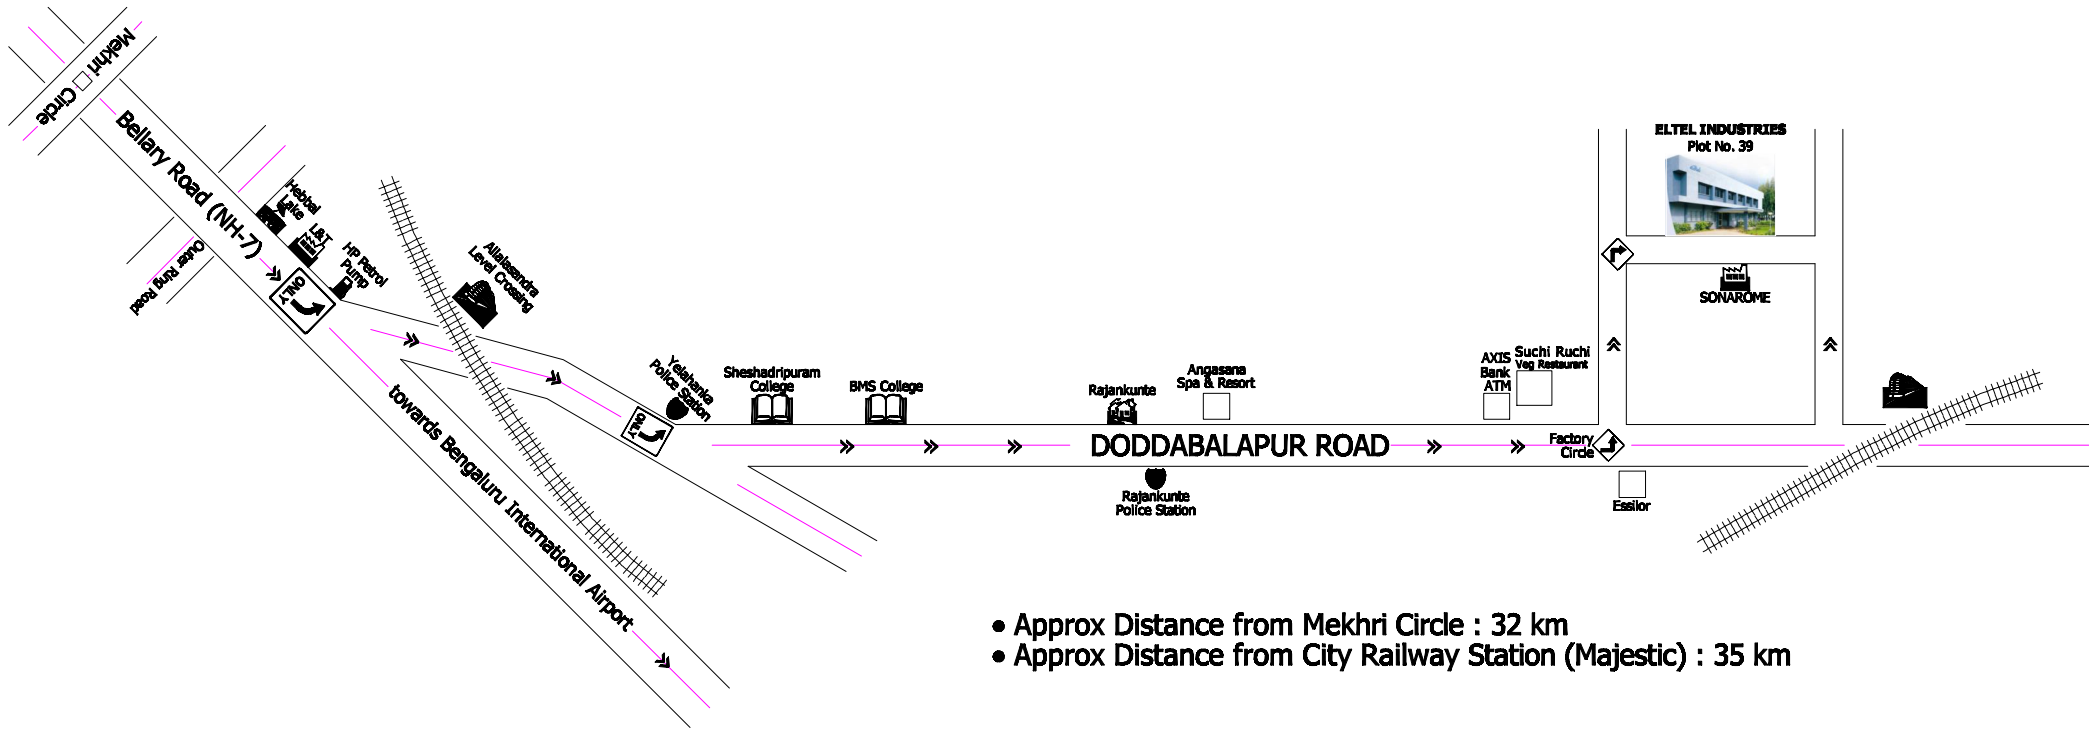 Mekhri Circle
Bellary Road (NH-7)
Outer Ring Road
Hebbal
Lake
L&T
HP Petrol
Pump
ONLY
Allalasandra
Level Crossing
towards Bengaluru International Airport
Yelahanka
Police Station
ONLY
Sheshadripuram
College
BMS College
Rajankunte
Angasana
Spa & Resort
DODDABALAPUR ROAD
Rajankunte
Police Station
AXIS
Bank
ATM
Suchi Ruchi
Veg Restaurant
Factory
Circle
Essilor
ELTEL INDUSTRIES
Plot No. 39
SONAROME
• Approx Distance from Mekhri Circle : 32 km
• Approx Distance from City Railway Station (Majestic) : 35 km